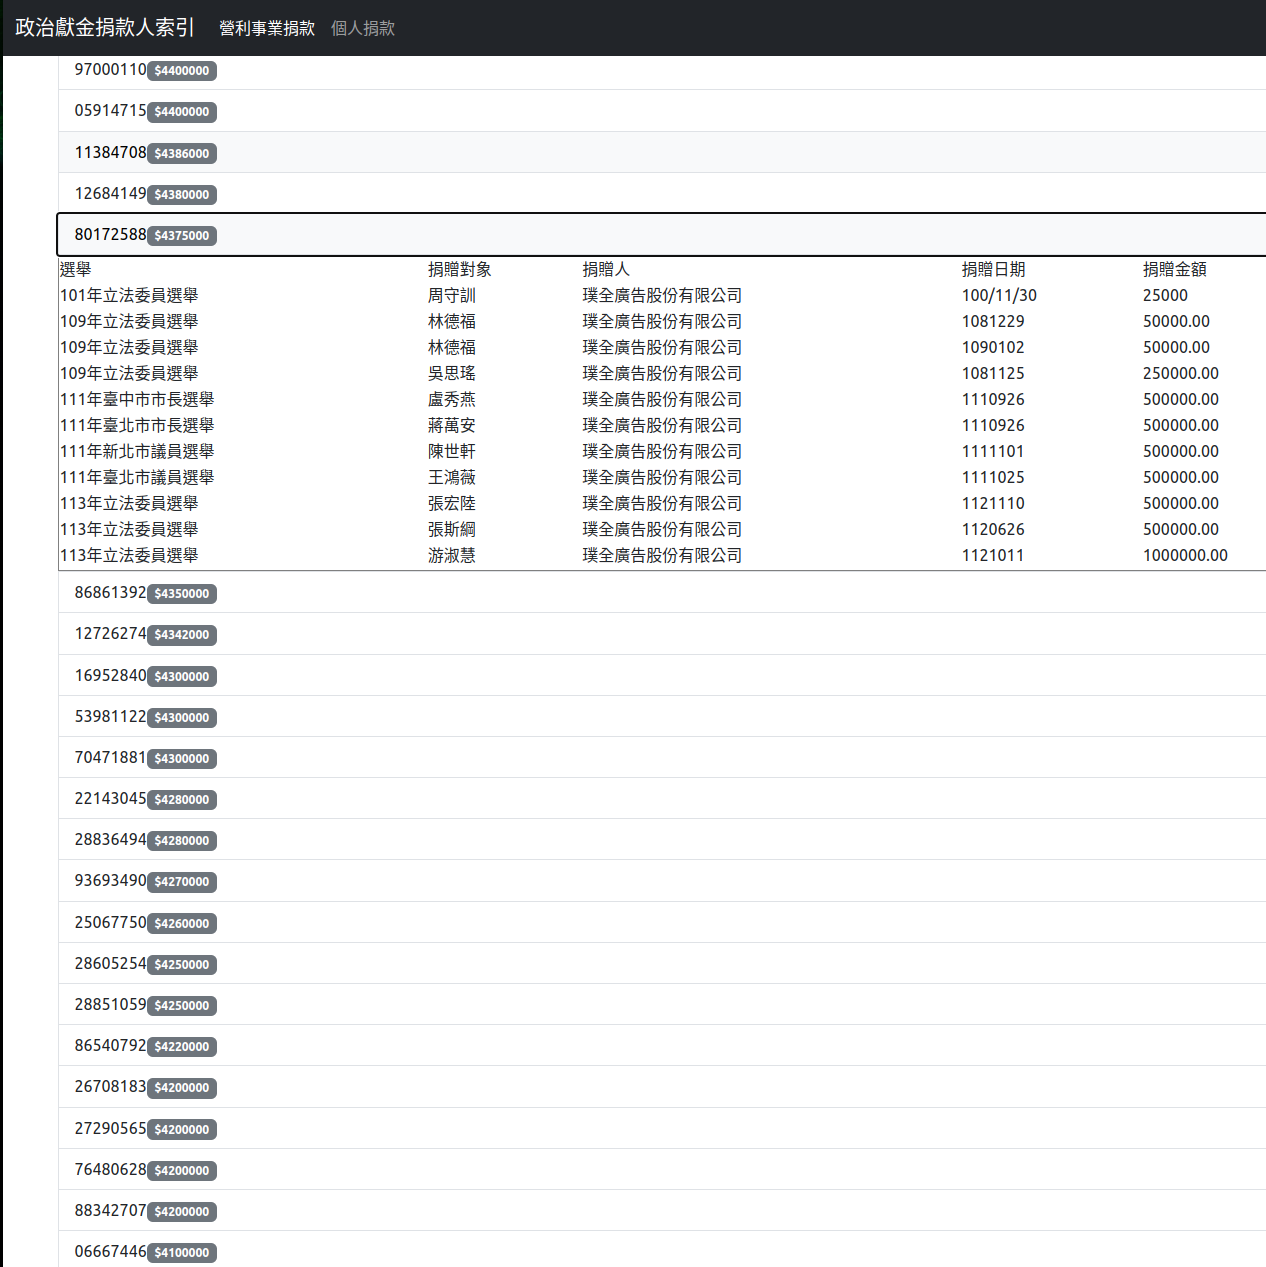 政治獻金捐款人索引 營利事業捐款 個人捐款
97000110 $4400000
05914715 $4400000
11384708 $4386000
12684149 $4380000
80172588 $4375000
選舉 捐贈對象 捐贈人 捐贈日期 捐贈金額
101年立法委員選舉 周守訓 璞全廣告股份有限公司 100/11/30 25000
109年立法委員選舉 林德福 璞全廣告股份有限公司 1081229 50000.00
109年立法委員選舉 林德福 璞全廣告股份有限公司 1090102 50000.00
109年立法委員選舉 吳思瑤 璞全廣告股份有限公司 1081125 250000.00
111年臺中市市長選舉 盧秀燕 璞全廣告股份有限公司 1110926 500000.00
111年臺北市市長選舉 蔣萬安 璞全廣告股份有限公司 1110926 500000.00
111年新北市議員選舉 陳世軒 璞全廣告股份有限公司 1111101 500000.00
111年臺北市議員選舉 王鴻薇 璞全廣告股份有限公司 1111025 500000.00
113年立法委員選舉 張宏陸 璞全廣告股份有限公司 1121110 500000.00
113年立法委員選舉 張斯綱 璞全廣告股份有限公司 1120626 500000.00
113年立法委員選舉 游淑慧 璞全廣告股份有限公司 1121011 1000000.00
86861392 $4350000
12726274 $4342000
16952840 $4300000
53981122 $4300000
70471881 $4300000
22143045 $4280000
28836494 $4280000
93693490 $4270000
25067750 $4260000
28605254 $4250000
28851059 $4250000
86540792 $4220000
26708183 $4200000
27290565 $4200000
76480628 $4200000
88342707 $4200000
06667446 $4100000